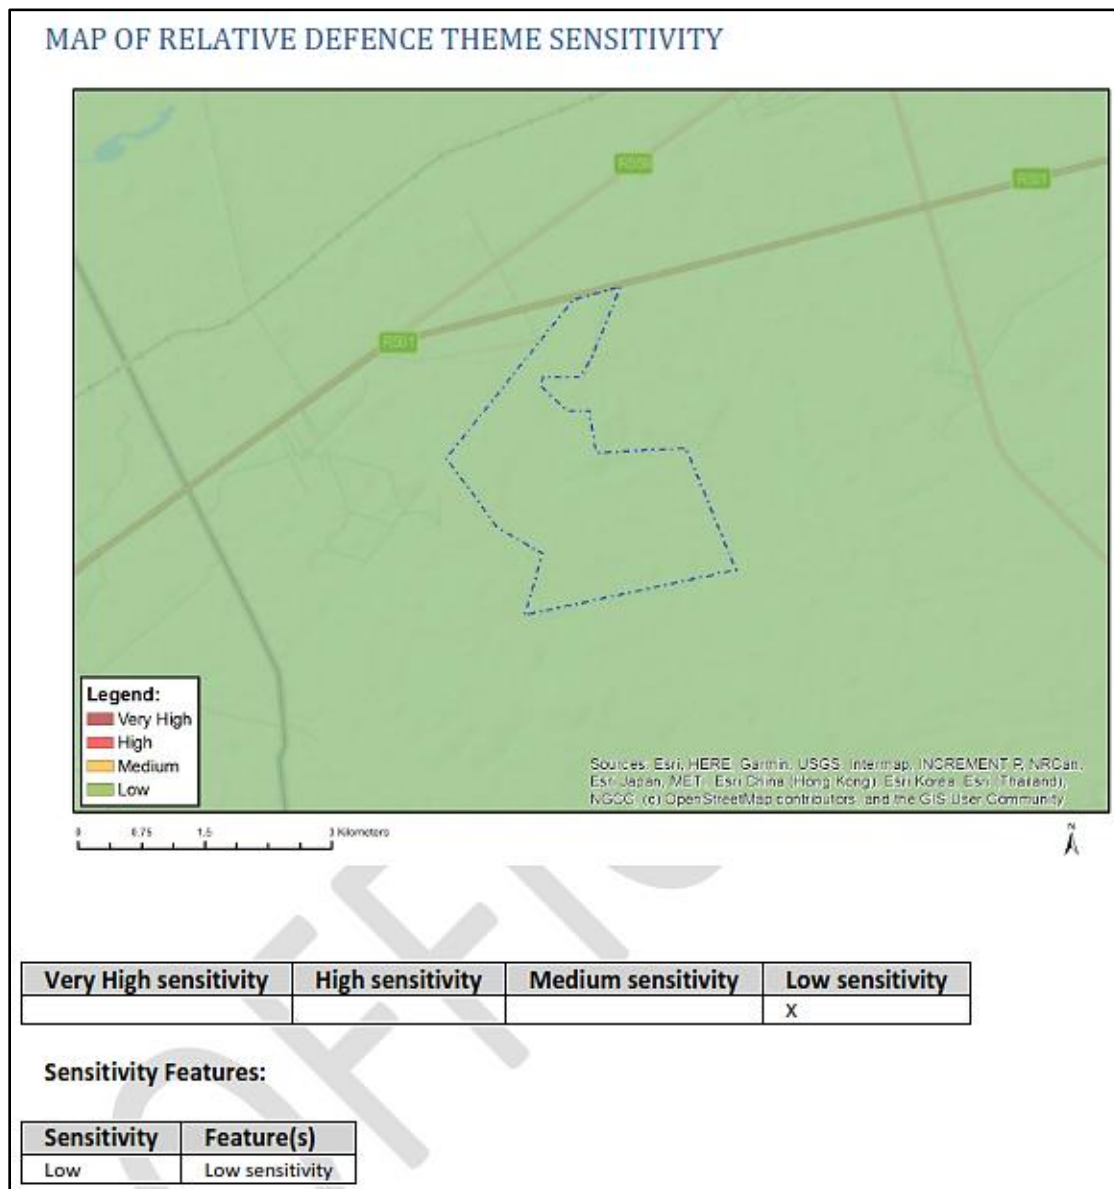 MAP OF RELATIVE DEFENCE THEME SENSITIVITY
R501
Legend:
Very High
High
Medium
Low
Sources: Esri, HERE, Garmin, USGS, Intermap, INCREMENT P, NRCan,
Esri Japan, METI, Esri China (Hong Kong), Esri Korea, Esri (Thailand),
NGCC, (c) OpenStreetMap contributors, and the GIS User Community
0 0.75 1.5 3 Kilometers
N
Very High sensitivity High sensitivity Medium sensitivity Low sensitivity
X
Sensitivity Features:
Sensitivity Feature(s)
Low Low sensitivity